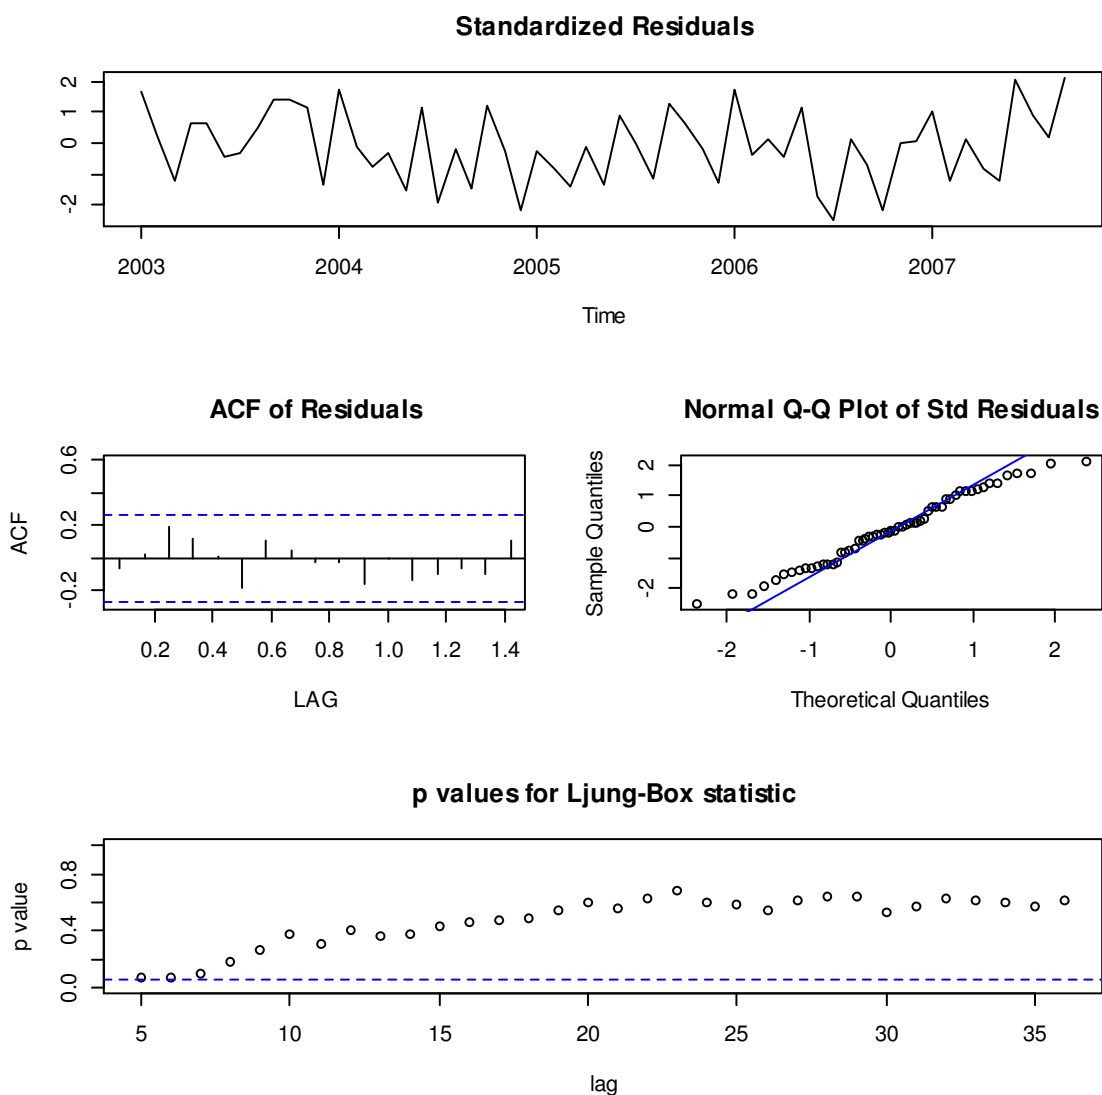 Standardized Residuals
2
1
0
-2
2003 2004 2005 2006 2007
Time
ACF of Residuals
ACF
0.6
0.2
-0.2
0.2 0.4 0.6 0.8 1.0 1.2 1.4
LAG
Normal Q-Q Plot of Std Residuals
Sample Quantiles
2
1
0
-2
-2 -1 0 1 2
Theoretical Quantiles
p values for Ljung-Box statistic
p value
0.8
0.4
0.0
5 10 15 20 25 30 35
lag